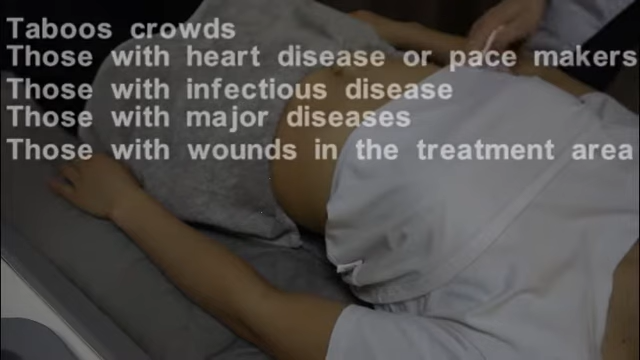 Taboos crowds
Those with heart disease or pace makers
Those with infectious disease
Those with major diseases
Those with wounds in the treatment area